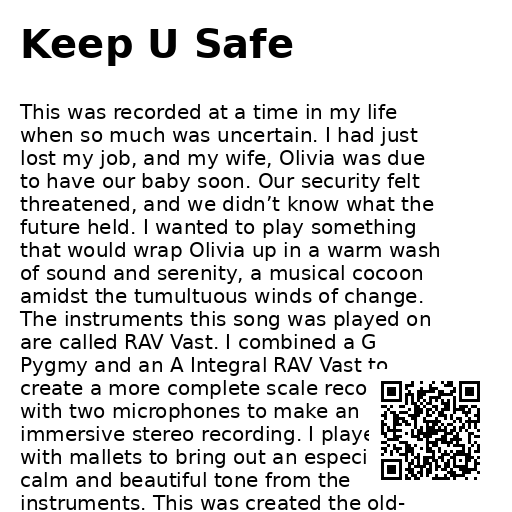 Keep U Safe
This was recorded at a time in my life
when so much was uncertain. I had just
lost my job, and my wife, Olivia was due
to have our baby soon. Our security felt
threatened, and we didn’t know what the
future held. I wanted to play something
that would wrap Olivia up in a warm wash
of sound and serenity, a musical cocoon
amidst the tumultuous winds of change.
The instruments this song was played on
are called RAV Vast. I combined a G
Pygmy and an A Integral RAV Vast to
create a more complete scale
with two microphones to make an
immersive stereo recording. I
with mallets to bring out an
calm and beautiful tone from the
instruments. This was created the old-